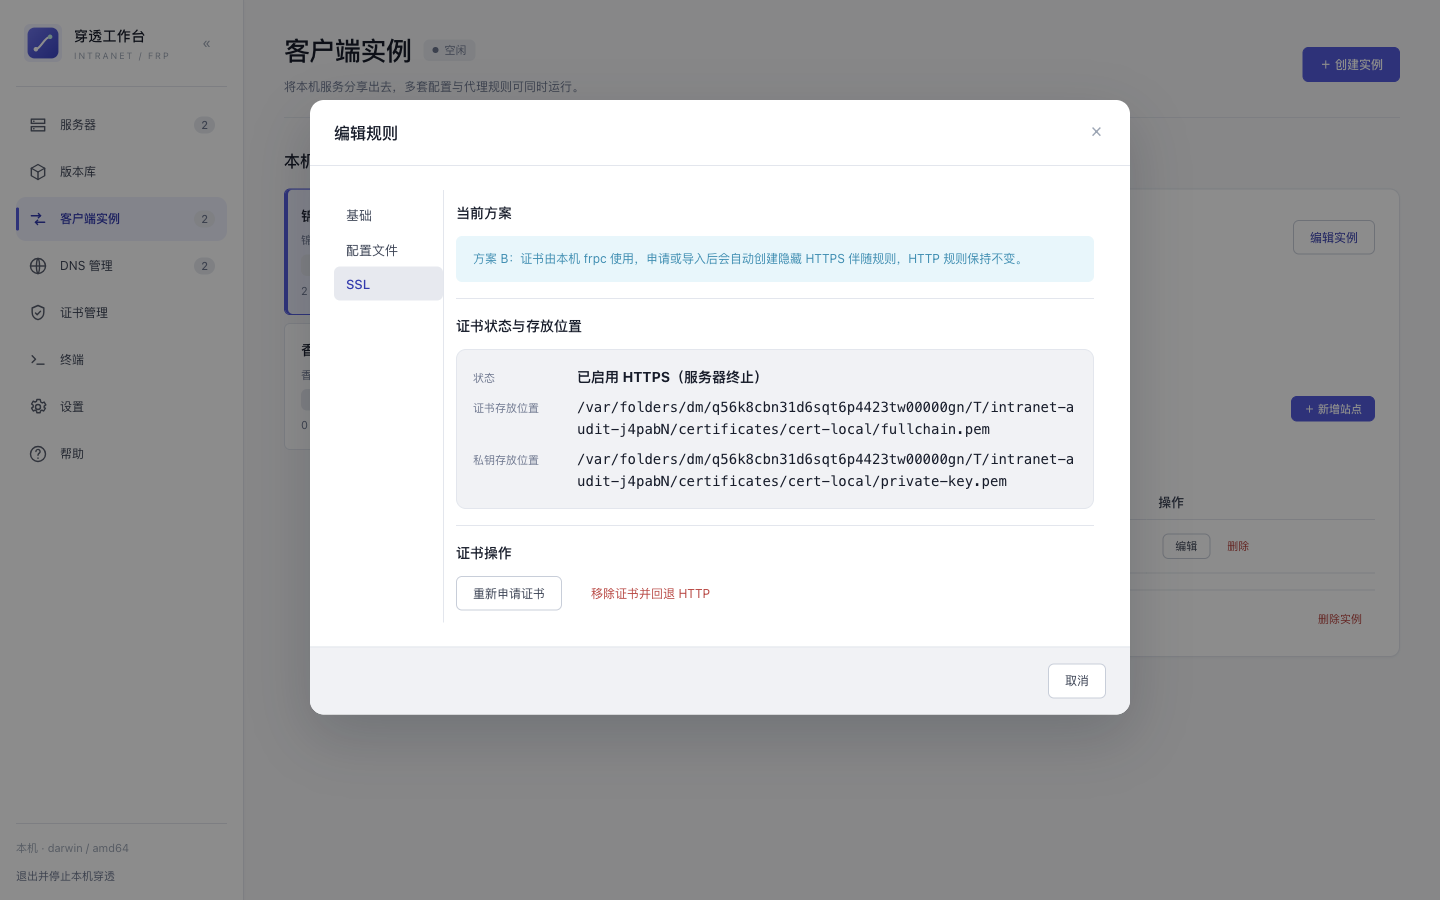 穿透工作台
INTRANET / FRP
«
服务器 2
版本库
客户端实例 2
DNS 管理 2
证书管理
终端
设置
帮助
本机 · darwin / amd64
退出并停止本机穿透
客户端实例
空闲
将本机服务分享出去，多套配置与代理规则可同时运行。
+ 创建实例
本机
2
0
编辑实例
+ 新增站点
操作
编辑 删除
删除实例
编辑规则
×
基础
配置文件
SSL
当前方案
方案 B：证书由本机 frpc 使用，申请或导入后会自动创建隐藏 HTTPS 伴随规则，HTTP 规则保持不变。
证书状态与存放位置
状态 已启用 HTTPS（服务器终止）
证书存放位置 /var/folders/dm/q56k8cbn31d6sqt6p4423tw00000gn/T/intranet-a
udit-j4pabN/certificates/cert-local/fullchain.pem
私钥存放位置 /var/folders/dm/q56k8cbn31d6sqt6p4423tw00000gn/T/intranet-a
udit-j4pabN/certificates/cert-local/private-key.pem
证书操作
重新申请证书 移除证书并回退 HTTP
取消